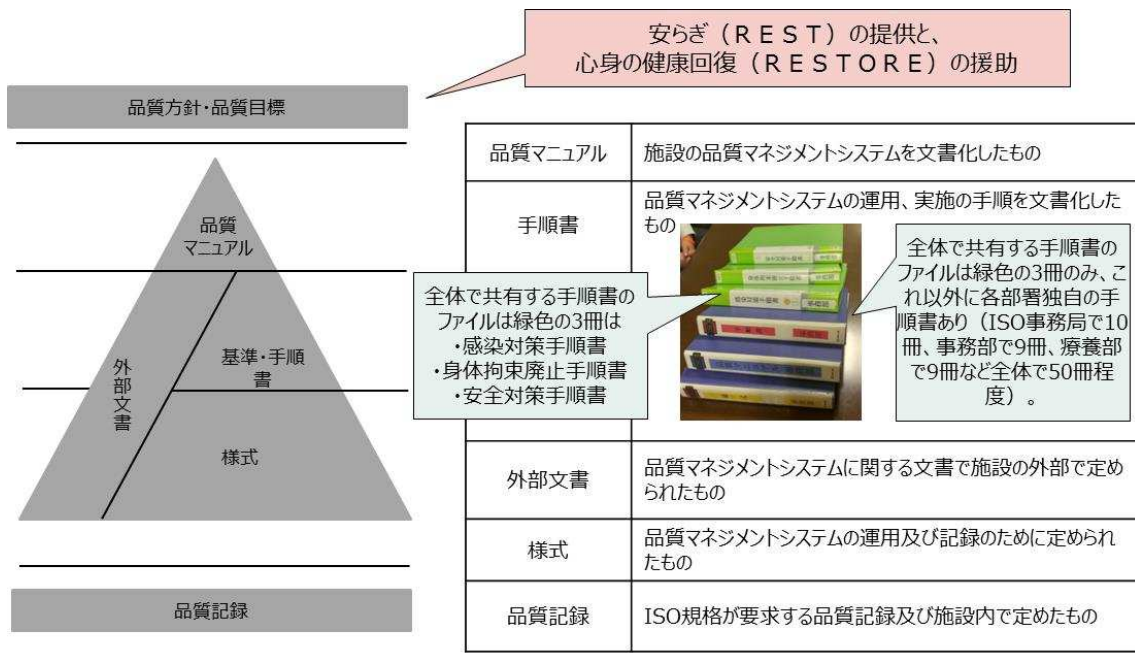 安らぎ（ＲＥＳＴ）の提供と、
心身の健康回復（ＲＥＳＴＯＲＥ）の援助
品質方針・品質目標
品質
マニュアル
外部文書
基準・手順
書
様式
品質記録
品質マニュアル
施設の品質マネジメントシステムを文書化したもの
手順書
品質マネジメントシステムの運用、実施の手順を文書化した
もの
全体で共有する手順書の
ファイルは緑色の3冊は
・感染対策手順書
・身体拘束廃止手順書
・安全対策手順書
全体で共有する手順書の
ファイルは緑色の3冊のみ、こ
れ以外に各部署独自の手
順書あり（ISO事務局で10
冊、事務部で9冊、療養部
で9冊など全体で50冊程
度）。
外部文書
品質マネジメントシステムに関する文書で施設の外部で定め
られたもの
様式
品質マネジメントシステムの運用及び記録のために定められ
たもの
品質記録
ISO規格が要求する品質記録及び施設内で定めたもの